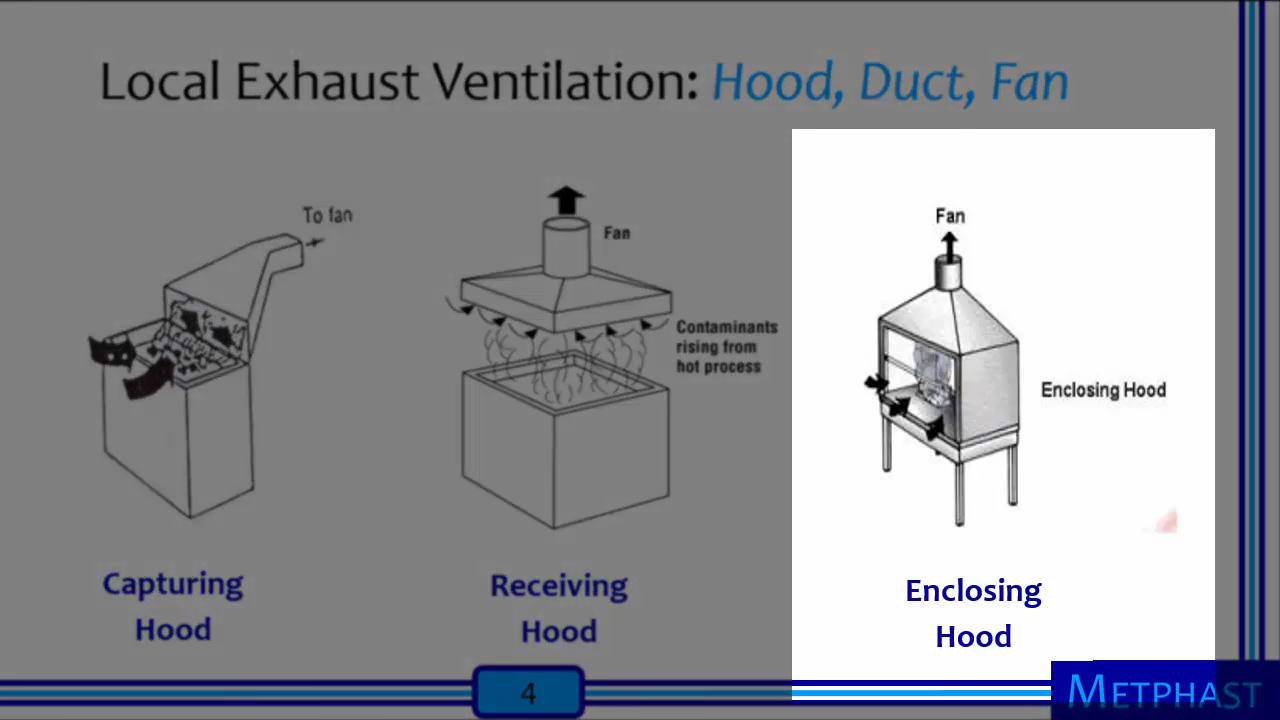 Local Exhaust Ventilation: Hood, Duct, Fan
To fan
Fan
Contaminants
rising from
hot process
Fan
Enclosing Hood
Capturing
Hood
Receiving
Hood
Enclosing
Hood
4
METPHAST